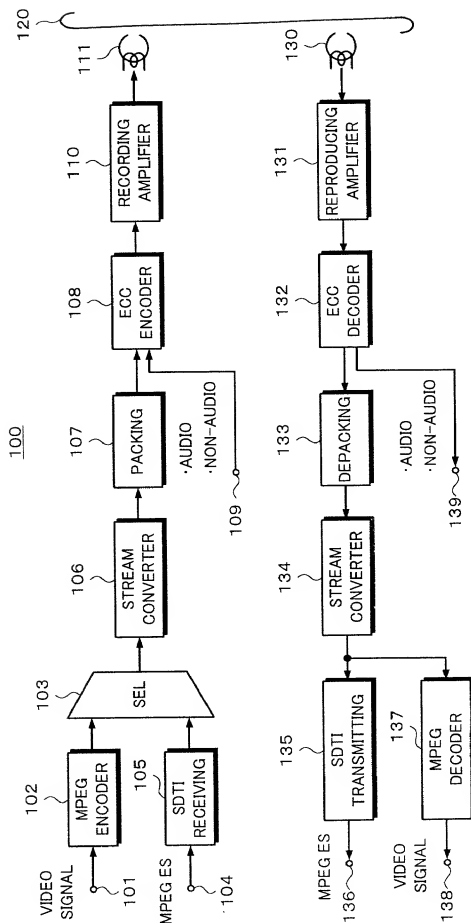 100
VIDEO
SIGNAL
101
102
MPEG
ENCODER
MPEG ES
104
105
SDTI
RECEIVING
103
SEL
106
STREAM
CONVERTER
107
PACKING
·AUDIO
·NON-AUDIO
109
108
ECC
ENCODER
110
RECORDING
AMPLIFIER
111
120
130
131
REPRODUCING
AMPLIFIER
132
ECC
DECODER
133
DEPACKING
·AUDIO
·NON-AUDIO
139
134
STREAM
CONVERTER
135
SDTI
TRANSMITTING
MPEG ES
136
137
MPEG
DECODER
VIDEO
SIGNAL
138